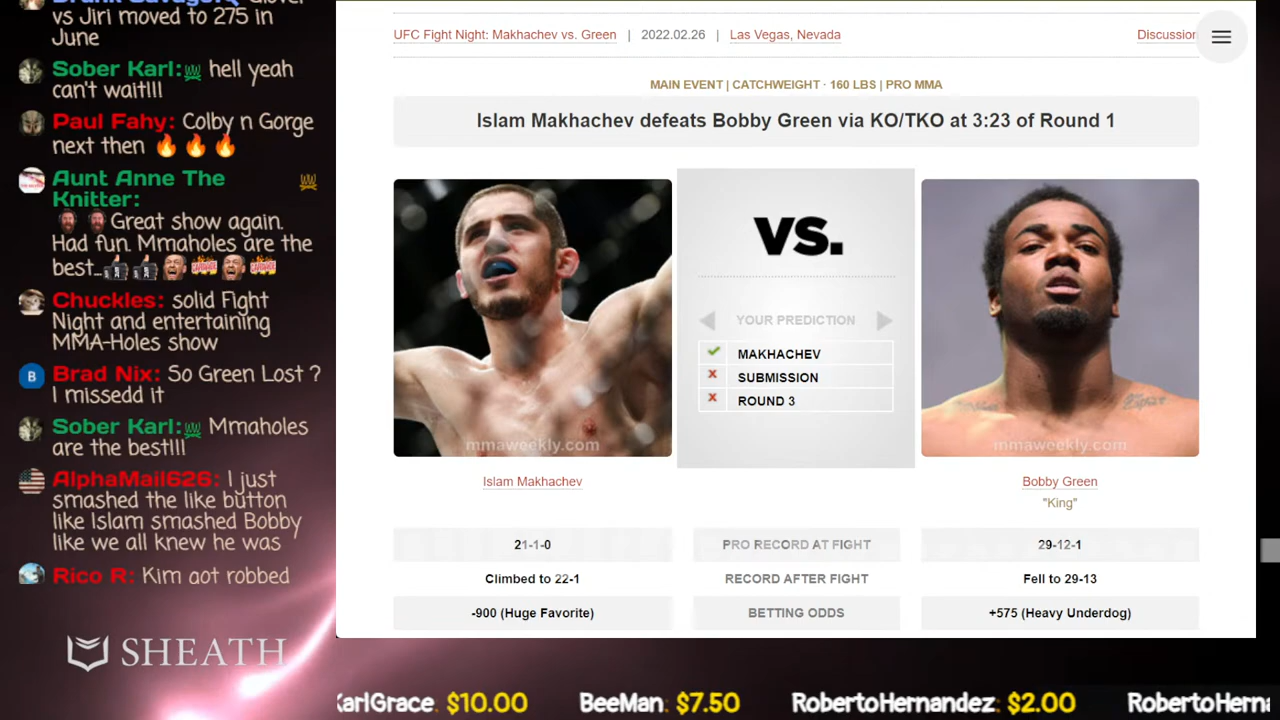 vs Jiri moved to 275 in
June
Sober Karl: hell yeah
can't wait!!!
Paul Fahy: Colby n Gorge
next then 🔥🔥🔥
Aunt Anne The
Knitter:
Great show again.
Had fun. Mmaholes are the
best...
Chuckles: solid Fight
Night and entertaining
MMA-Holes show
Brad Nix: So Green Lost ?
I missedd it
Sober Karl: Mmaholes
are the best!!!
AlphaMail626: I just
smashed the like button
like Islam smashed Bobby
like we all knew he was
Rico R: Kim got robbed
SHEATH
UFC Fight Night: Makhachev vs. Green | 2022.02.26 | Las Vegas, Nevada
Discussion
MAIN EVENT | CATCHWEIGHT · 160 LBS | PRO MMA
Islam Makhachev defeats Bobby Green via KO/TKO at 3:23 of Round 1
VS.
YOUR PREDICTION
MAKHACHEV
SUBMISSION
ROUND 3
mmaweekly.com
mmaweekly.com
Islam Makhachev
Bobby Green
"King"
21-1-0 PRO RECORD AT FIGHT 29-12-1
Climbed to 22-1 RECORD AFTER FIGHT Fell to 29-13
-900 (Huge Favorite) BETTING ODDS +575 (Heavy Underdog)
KarlGrace: $10.00 BeeMan: $7.50 RobertoHernandez: $2.00 RobertoHern